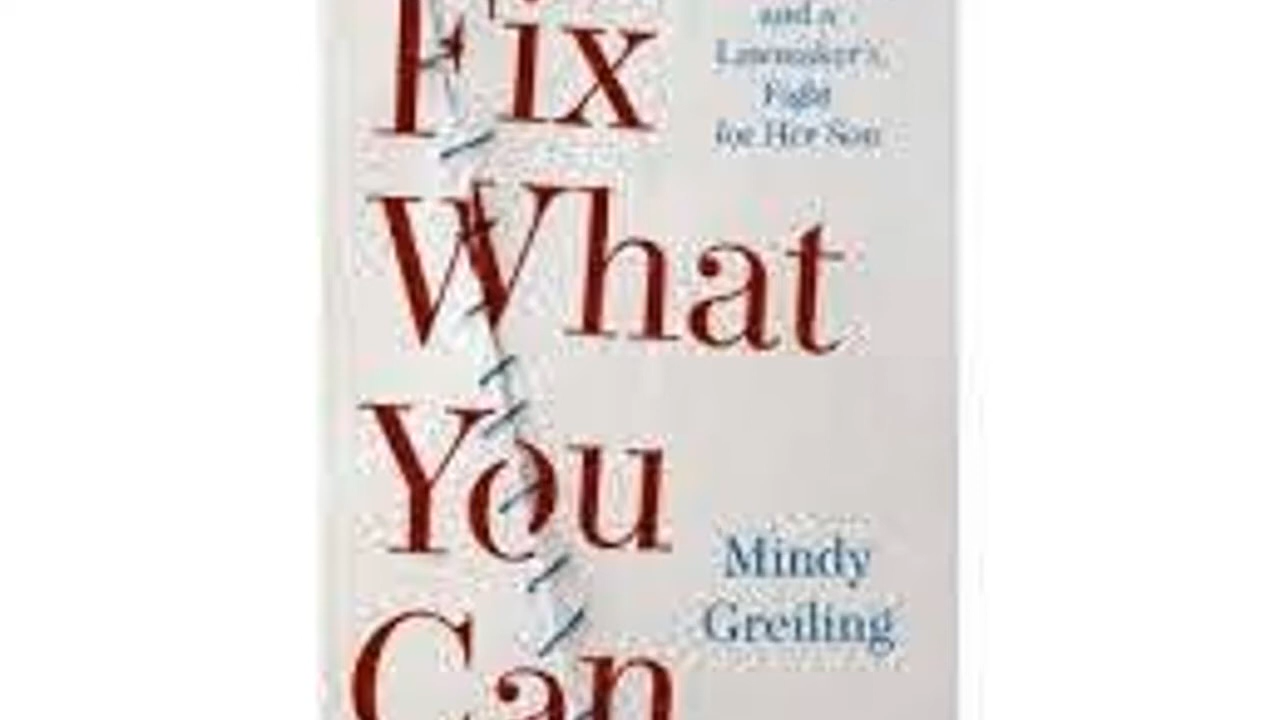 Fix
and a
Lawmaker's
Fight
for Her Son
What
You
Mindy
Greiling
Can